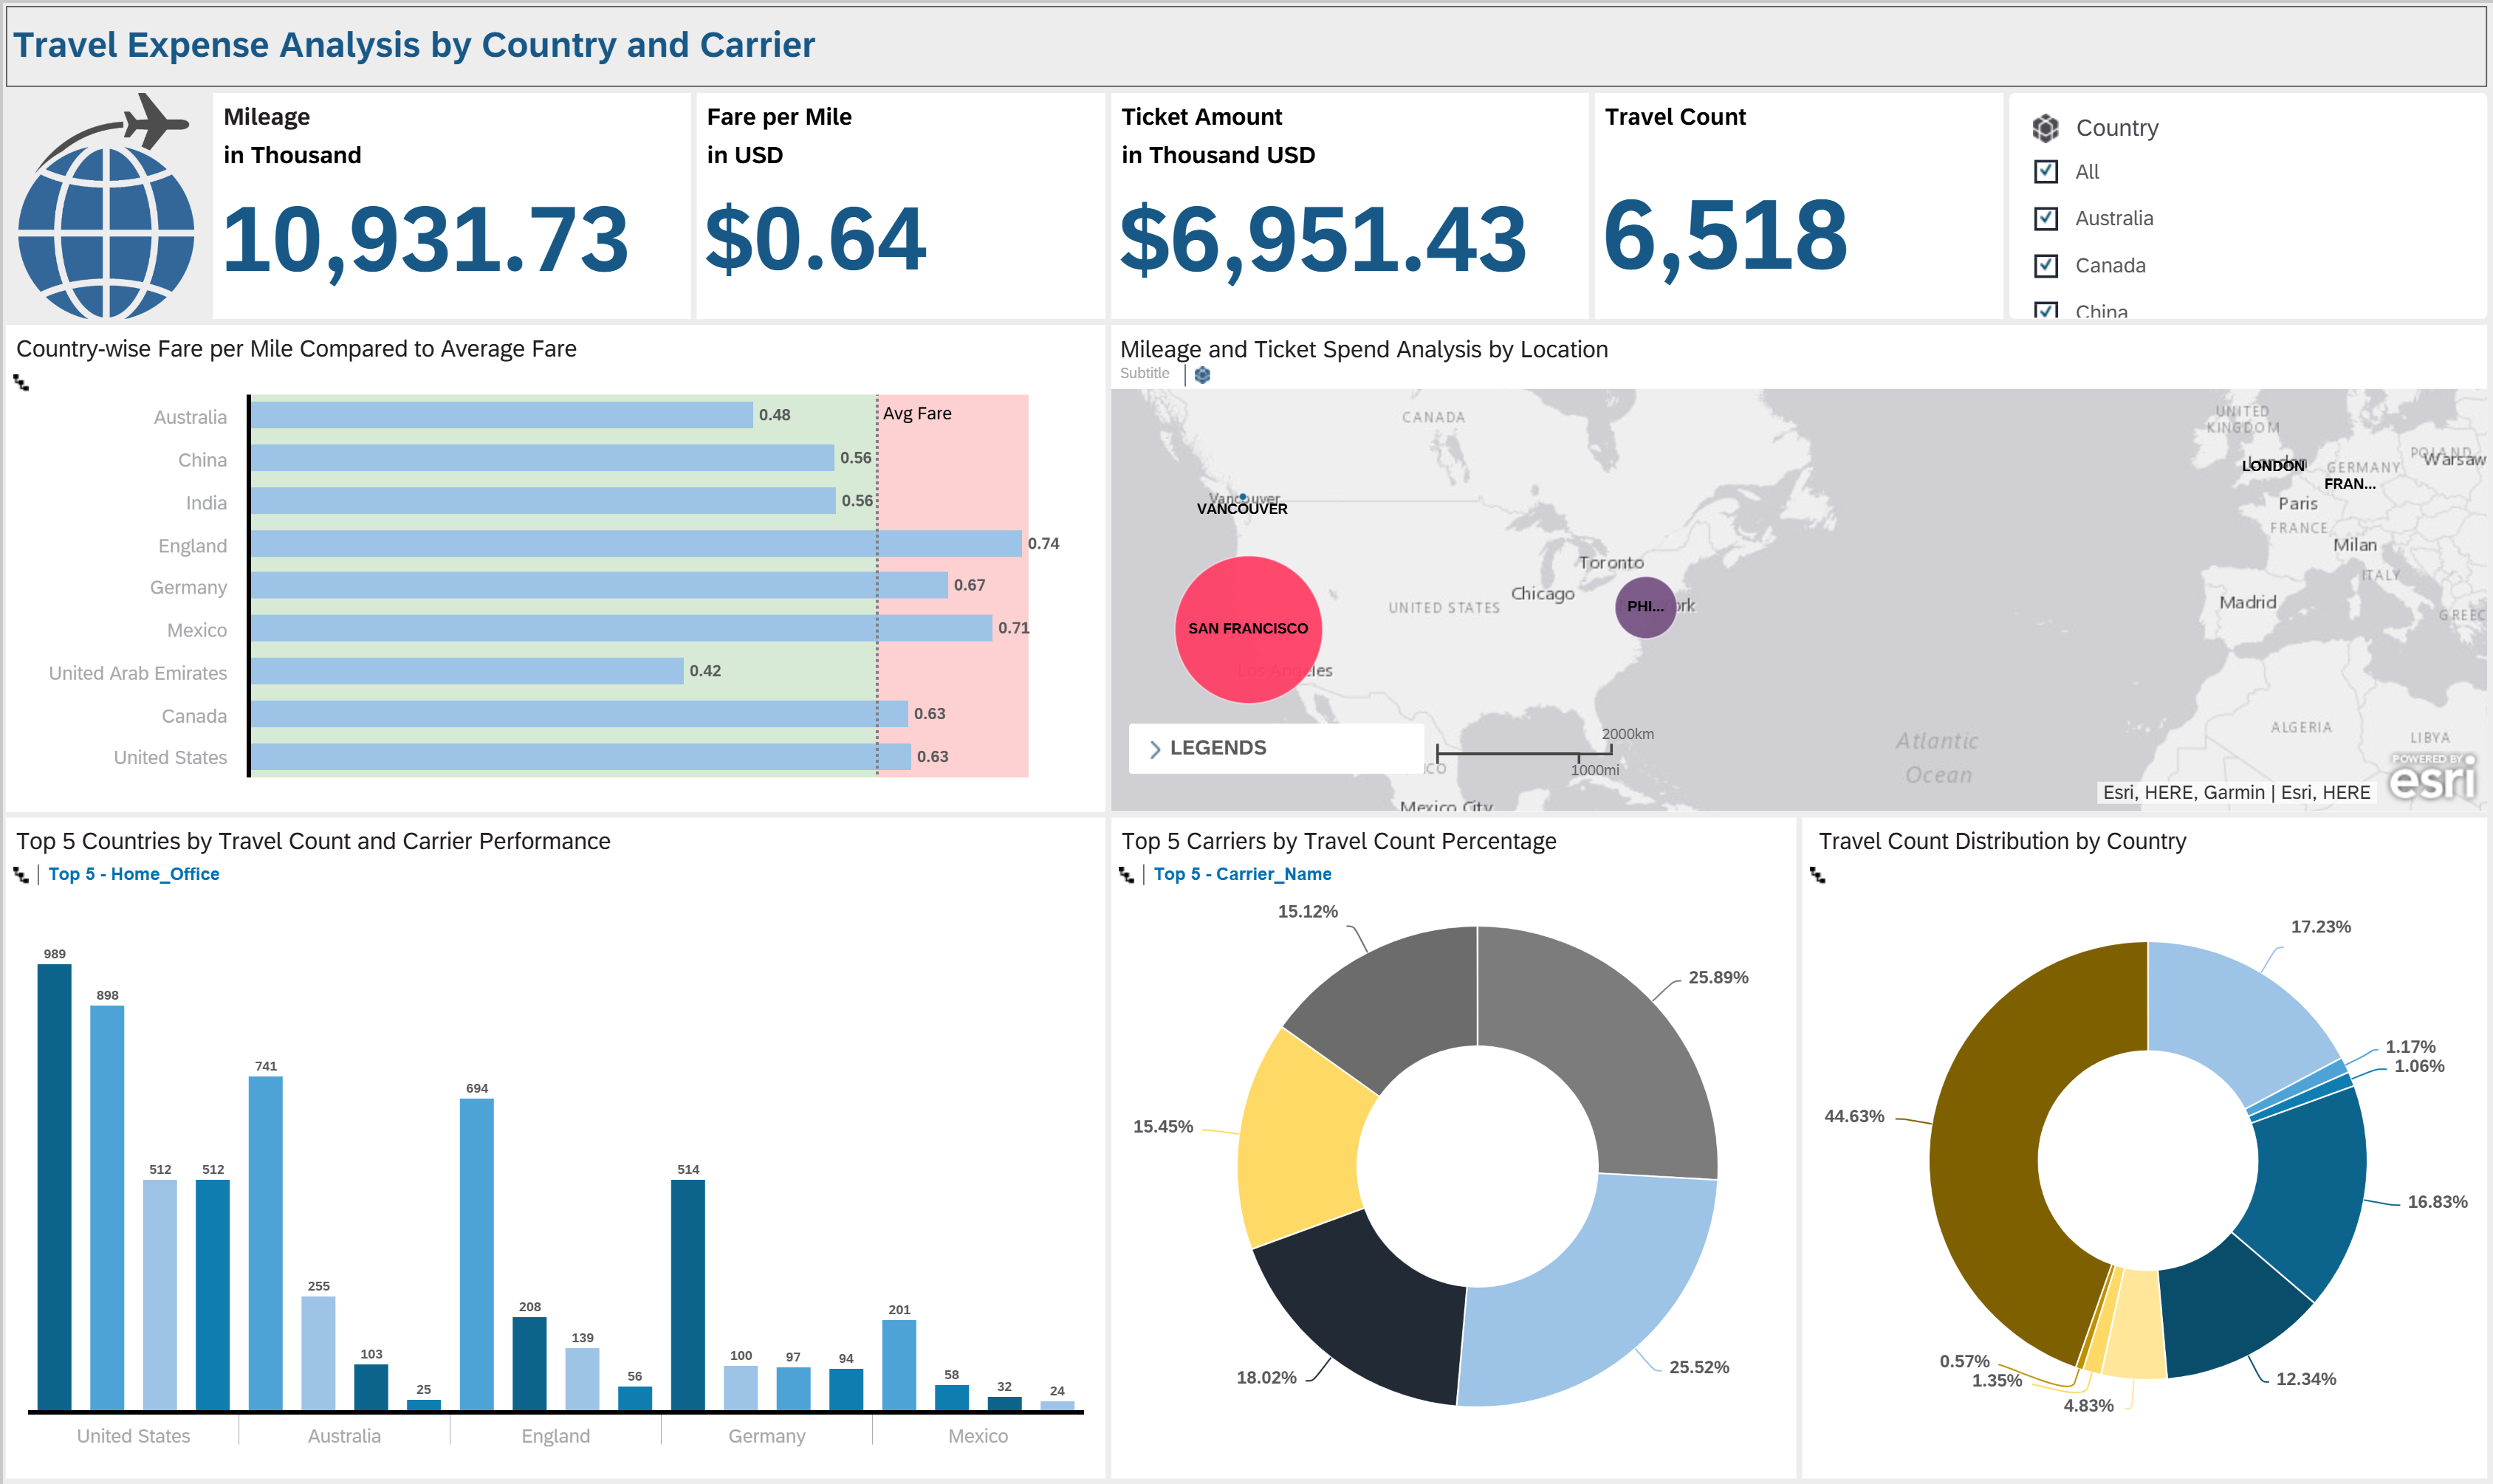 Travel Expense Analysis by Country and Carrier
Mileage
in Thousand
10,931.73
Fare per Mile
in USD
$0.64
Ticket Amount
in Thousand USD
$6,951.43
Travel Count
6,518
Country
All
Australia
Canada
China
Country-wise Fare per Mile Compared to Average Fare
Avg Fare
Australia 0.48
China 0.56
India 0.56
England 0.74
Germany 0.67
Mexico 0.71
United Arab Emirates 0.42
Canada 0.63
United States 0.63
Mileage and Ticket Spend Analysis by Location
Subtitle
CANADA
UNITED
KINGDOM
POLAND
Warsaw
LONDON
GERMANY
FRAN...
Vancouver
VANCOUVER
Paris
FRANCE
Milan
Toronto
ITALY
Chicago
UNITED STATES
PHI...
Madrid
SAN FRANCISCO
Los Angeles
ALGERIA
LIBYA
Atlantic
Ocean
LEGENDS
2000km
1000mi
Mexico City
POWERED BY
esri
Esri, HERE, Garmin | Esri, HERE
Top 5 Countries by Travel Count and Carrier Performance
Top 5 - Home_Office
989
898
512
512
741
255
103
25
694
208
139
56
514
100
97
94
201
58
32
24
United States
Australia
England
Germany
Mexico
Top 5 Carriers by Travel Count Percentage
Top 5 - Carrier_Name
15.12%
25.89%
15.45%
18.02%
25.52%
Travel Count Distribution by Country
17.23%
1.17%
1.06%
44.63%
16.83%
0.57%
1.35%
4.83%
12.34%